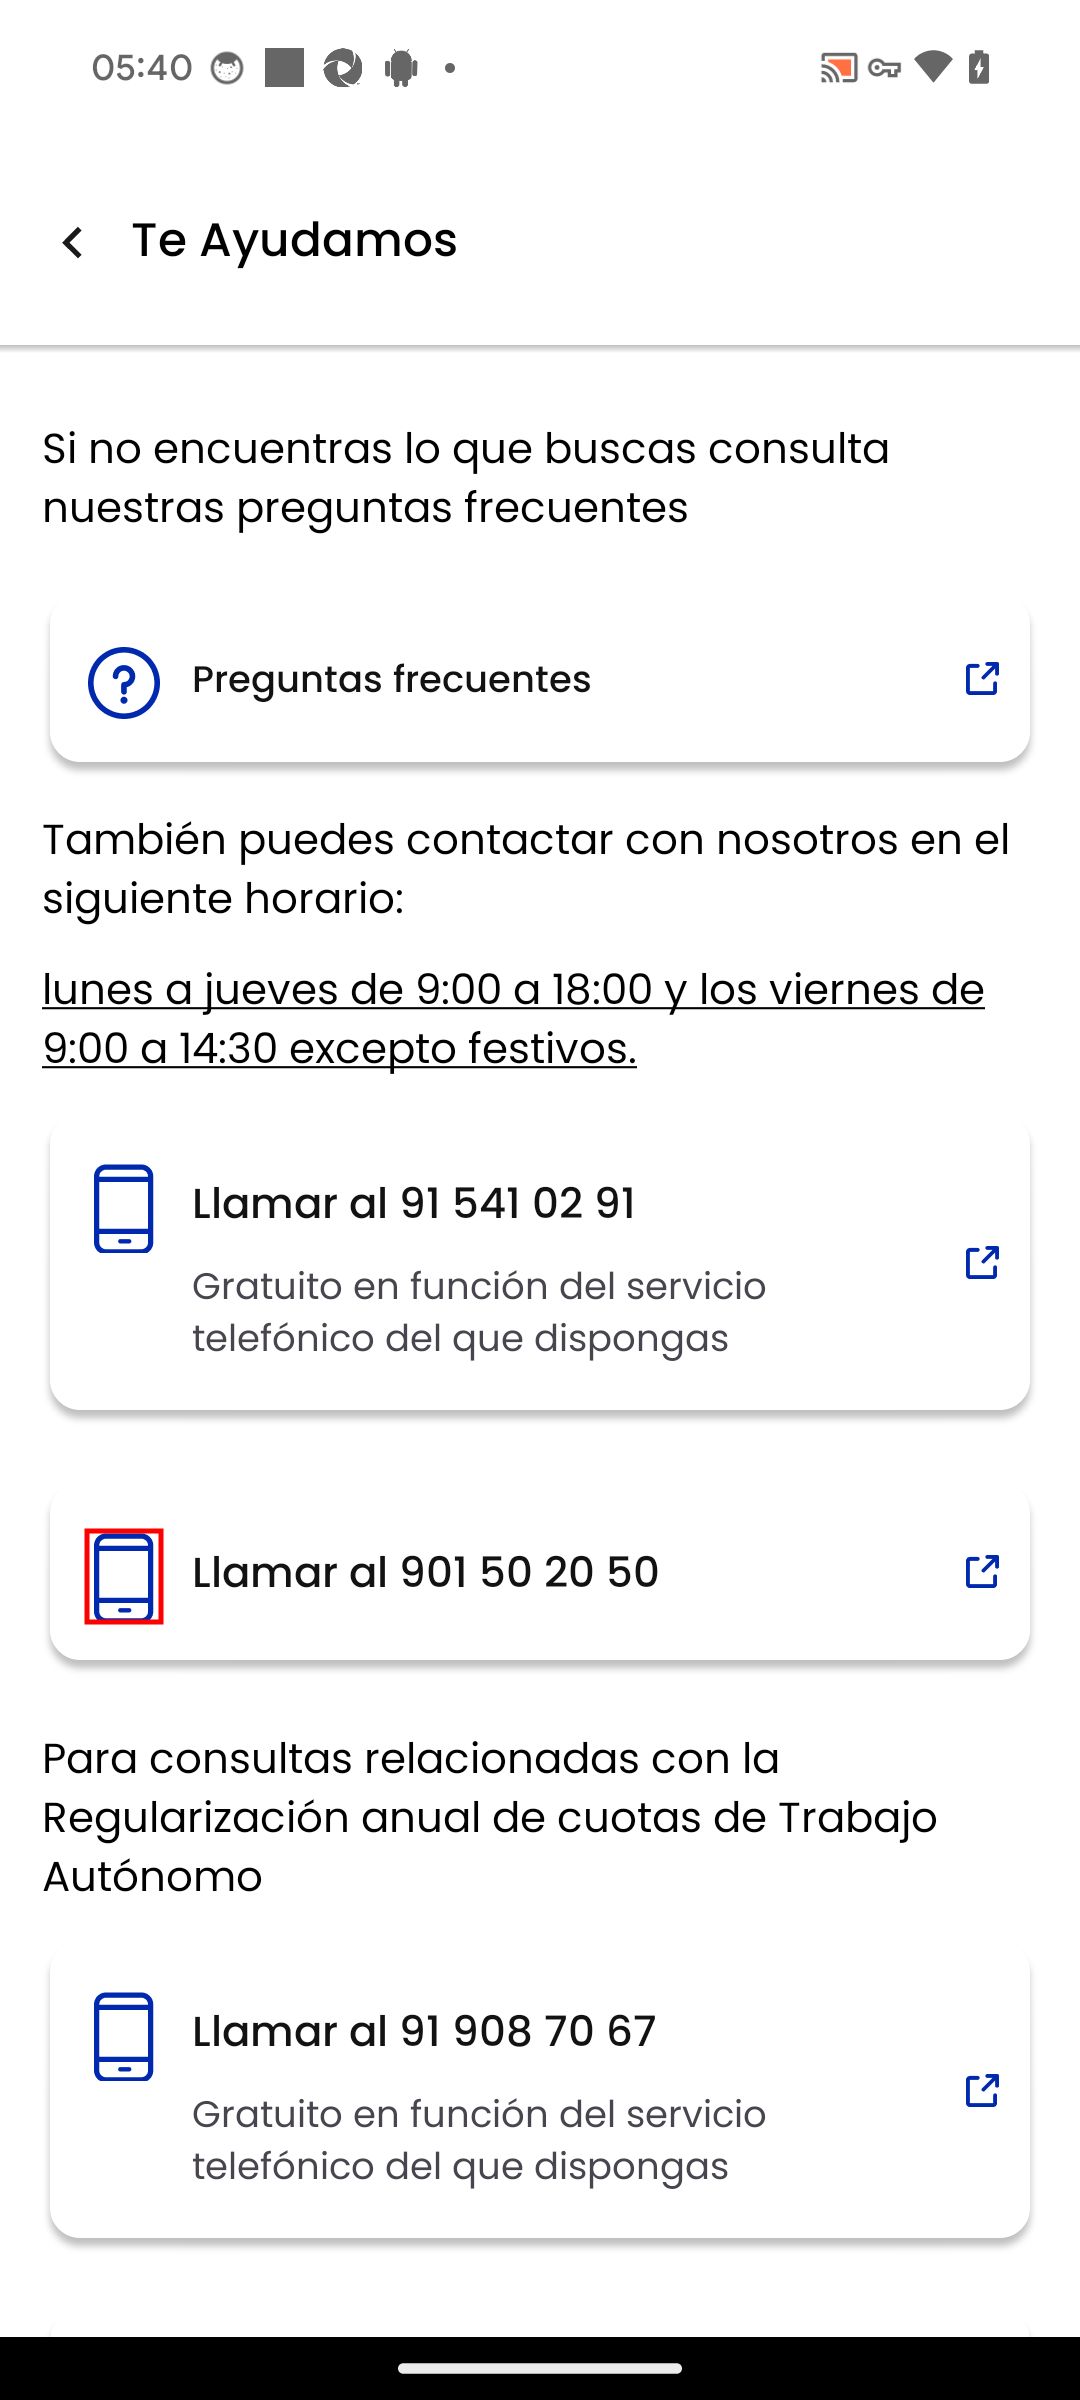 05:40
Te Ayudamos
Si no encuentras lo que buscas consulta
nuestras preguntas frecuentes
Preguntas frecuentes
También puedes contactar con nosotros en el
siguiente horario:
lunes a jueves de 9:00 a 18:00 y los viernes de
9:00 a 14:30 excepto festivos.
Llamar al 91 541 02 91
Gratuito en función del servicio
telefónico del que dispongas
Llamar al 901 50 20 50
Para consultas relacionadas con la
Regularización anual de cuotas de Trabajo
Autónomo
Llamar al 91 908 70 67
Gratuito en función del servicio
telefónico del que dispongas